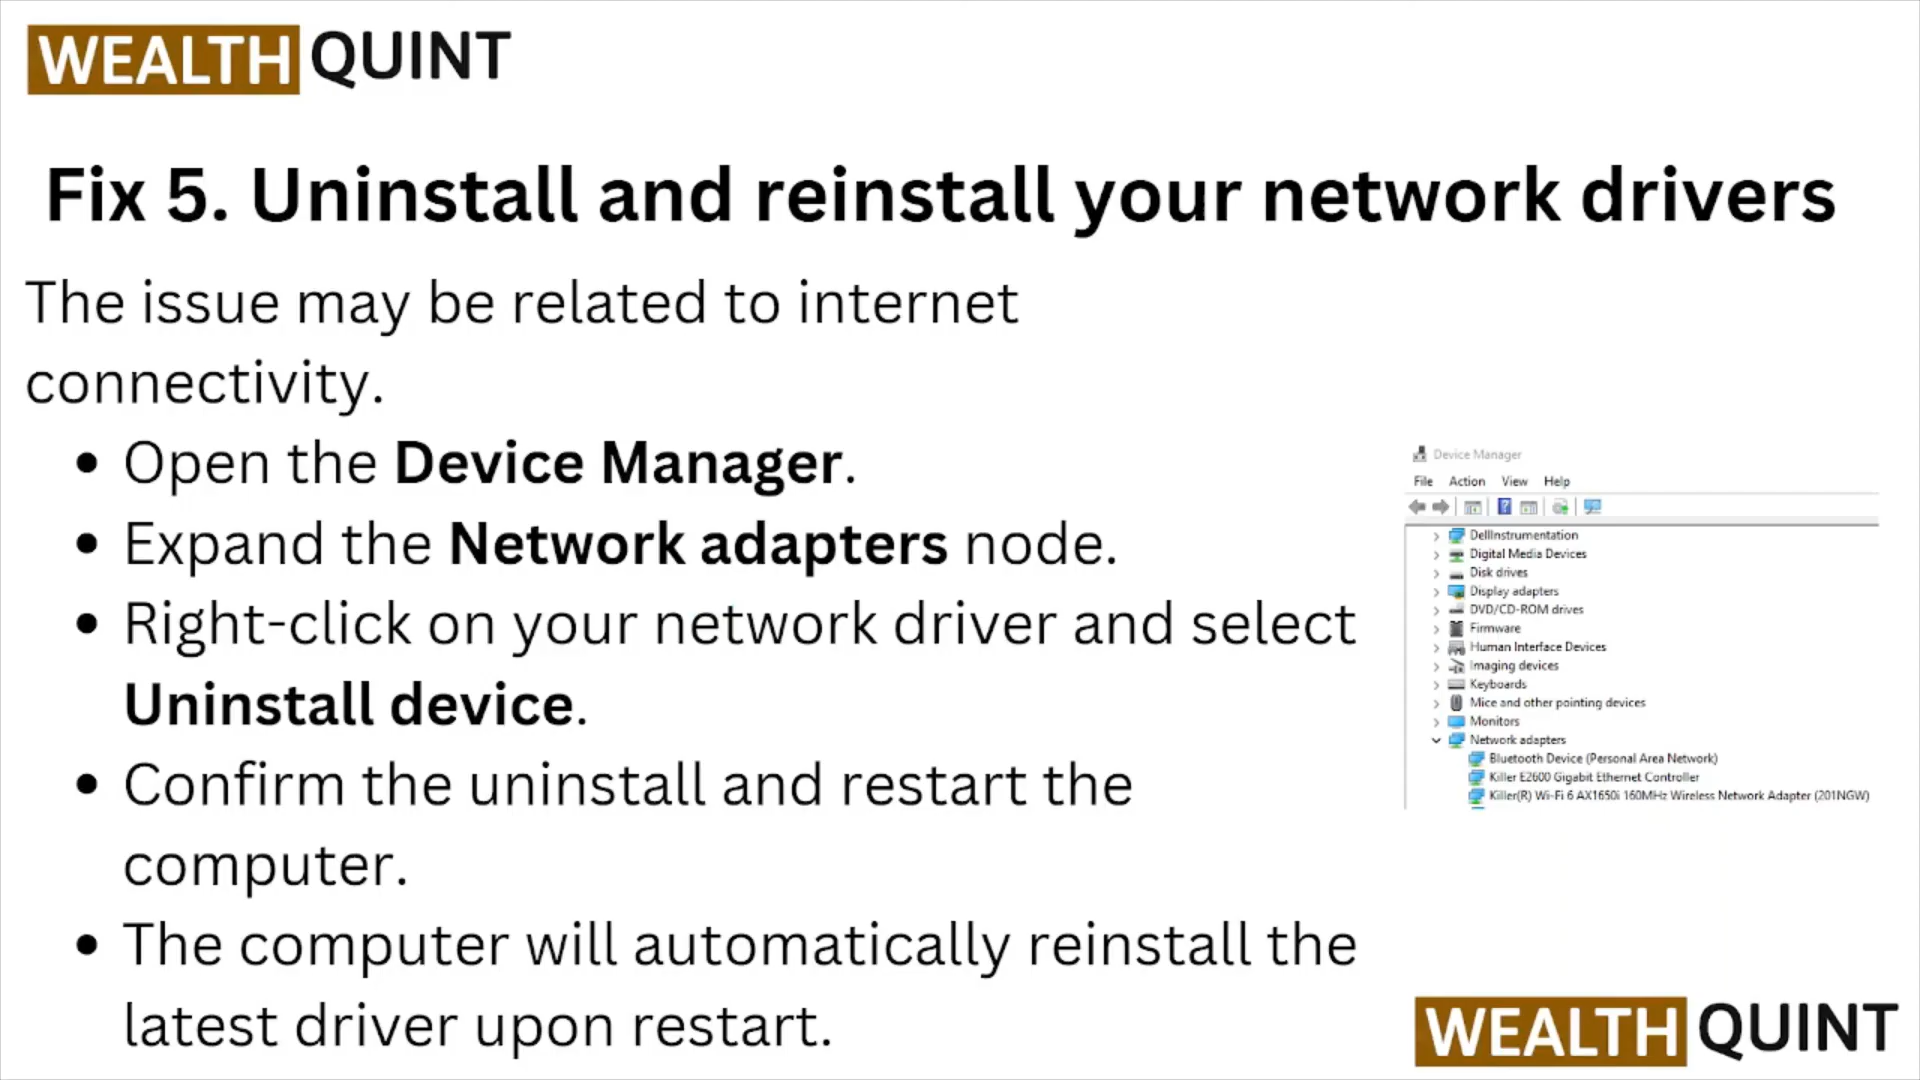 WEALTH QUINT
Fix 5. Uninstall and reinstall your network drivers
The issue may be related to internet
connectivity.
• Open the Device Manager.
• Expand the Network adapters node.
• Right-click on your network driver and select
Uninstall device.
• Confirm the uninstall and restart the
computer.
• The computer will automatically reinstall the
latest driver upon restart.
Device Manager
File Action View Help
DellInstrumentation
Digital Media Devices
Disk drives
Display adapters
DVD/CD-ROM drives
Firmware
Human Interface Devices
Imaging devices
Keyboards
Mice and other pointing devices
Monitors
Network adapters
Bluetooth Device (Personal Area Network)
Killer E2600 Gigabit Ethernet Controller
Killer(R) Wi-Fi 6 AX1650i 160MHz Wireless Network Adapter (201NGW)
WEALTH QUINT